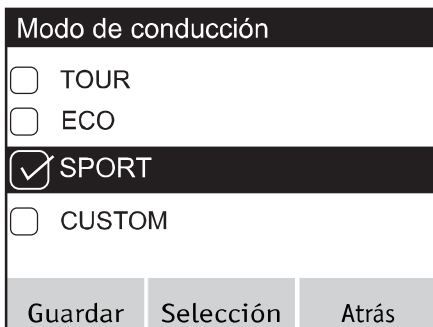 Modo de conducción
TOUR
ECO
SPORT
CUSTOM
Guardar Selección Atrás